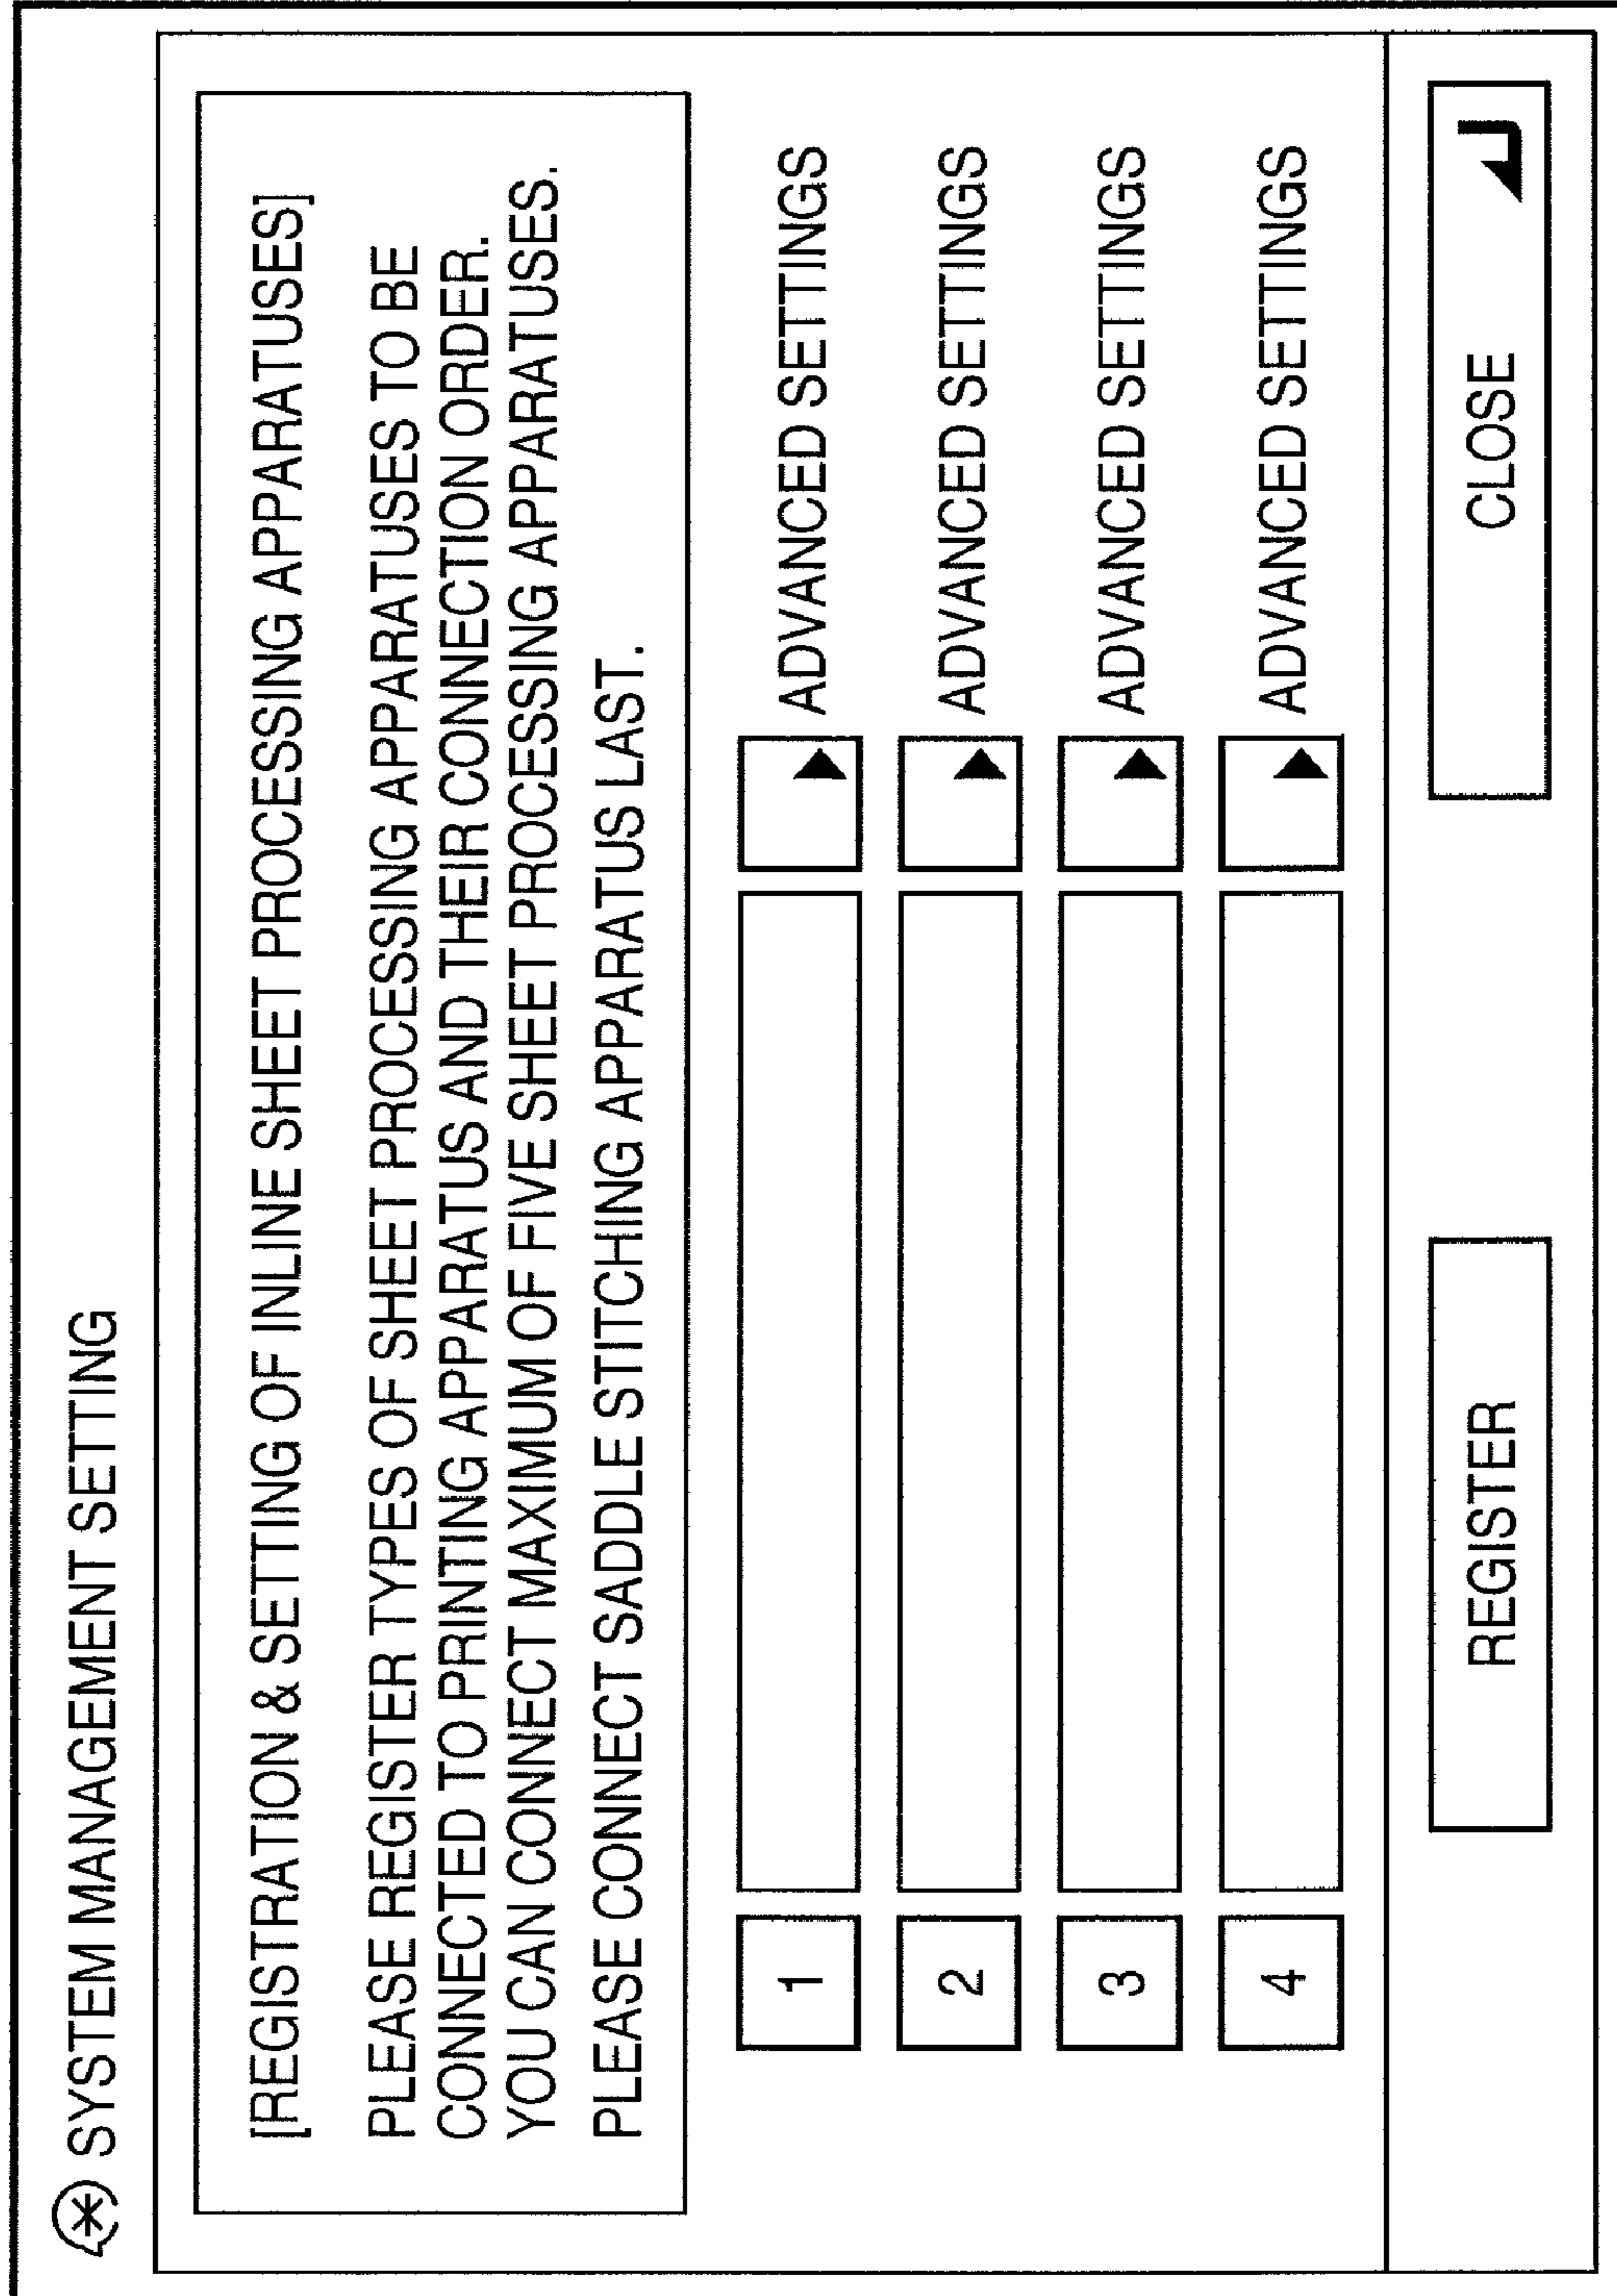 SYSTEM MANAGEMENT SETTING
[REGISTRATION & SETTING OF INLINE SHEET PROCESSING APPARATUSES]
PLEASE REGISTER TYPES OF SHEET PROCESSING APPARATUSES TO BE
CONNECTED TO PRINTING APPARATUS AND THEIR CONNECTION ORDER.
YOU CAN CONNECT MAXIMUM OF FIVE SHEET PROCESSING APPARATUSES.
PLEASE CONNECT SADDLE STITCHING APPARATUS LAST.
1 ADVANCED SETTINGS
2 ADVANCED SETTINGS
3 ADVANCED SETTINGS
4 ADVANCED SETTINGS
REGISTER CLOSE